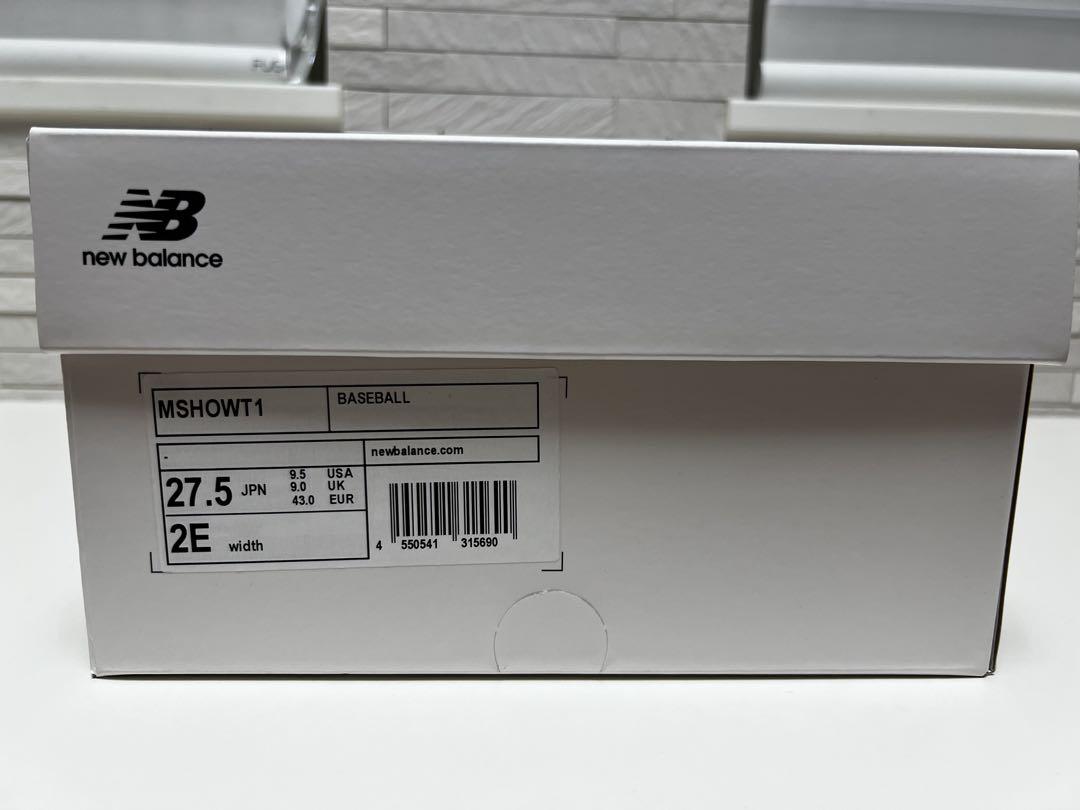 NB
new balance
MSHOWT1
BASEBALL
-
newbalance.com
27.5 JPN
9.5 USA
9.0 UK
43.0 EUR
2E width
4 550541 315690